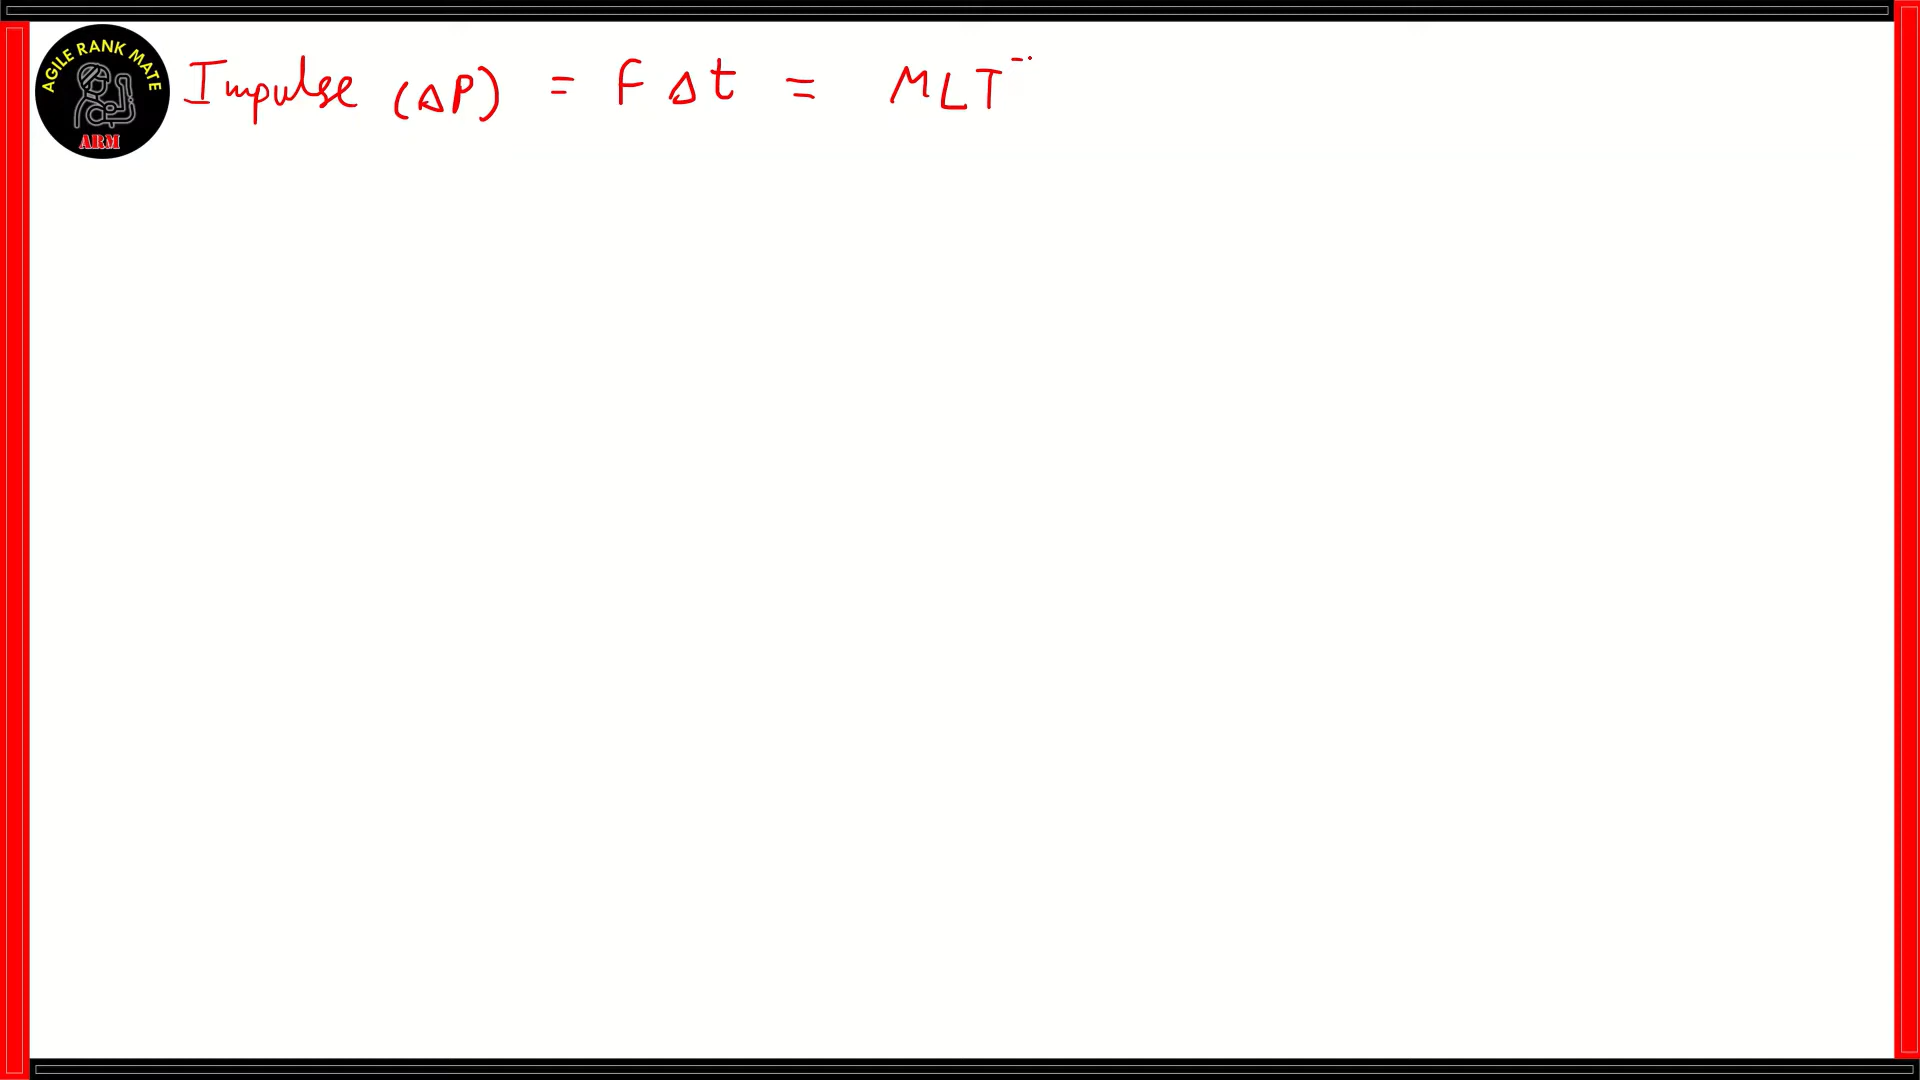 AGILE RANK MATE
ARM
Impulse (ΔP) = F Δt = MLT⁻